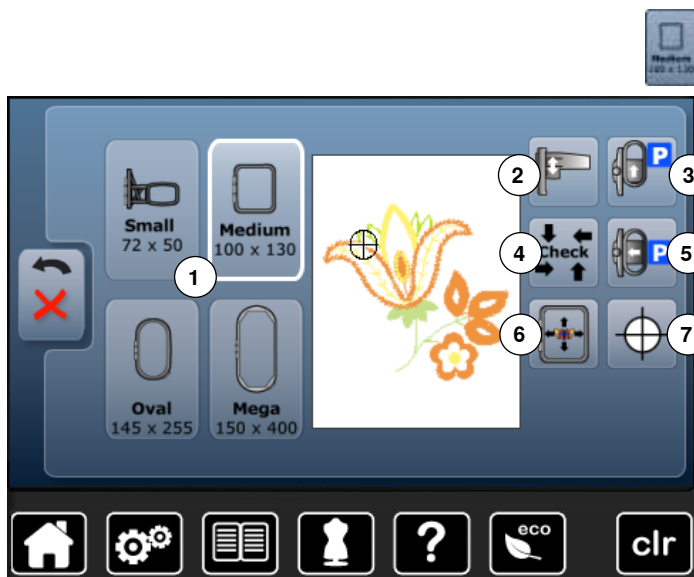 Medium
100 x 130
Small
72 x 50
Medium
100 x 130
1
Oval
145 x 255
Mega
150 x 400
2
P
3
4
Check
5
P
6
7
?
eco
clr